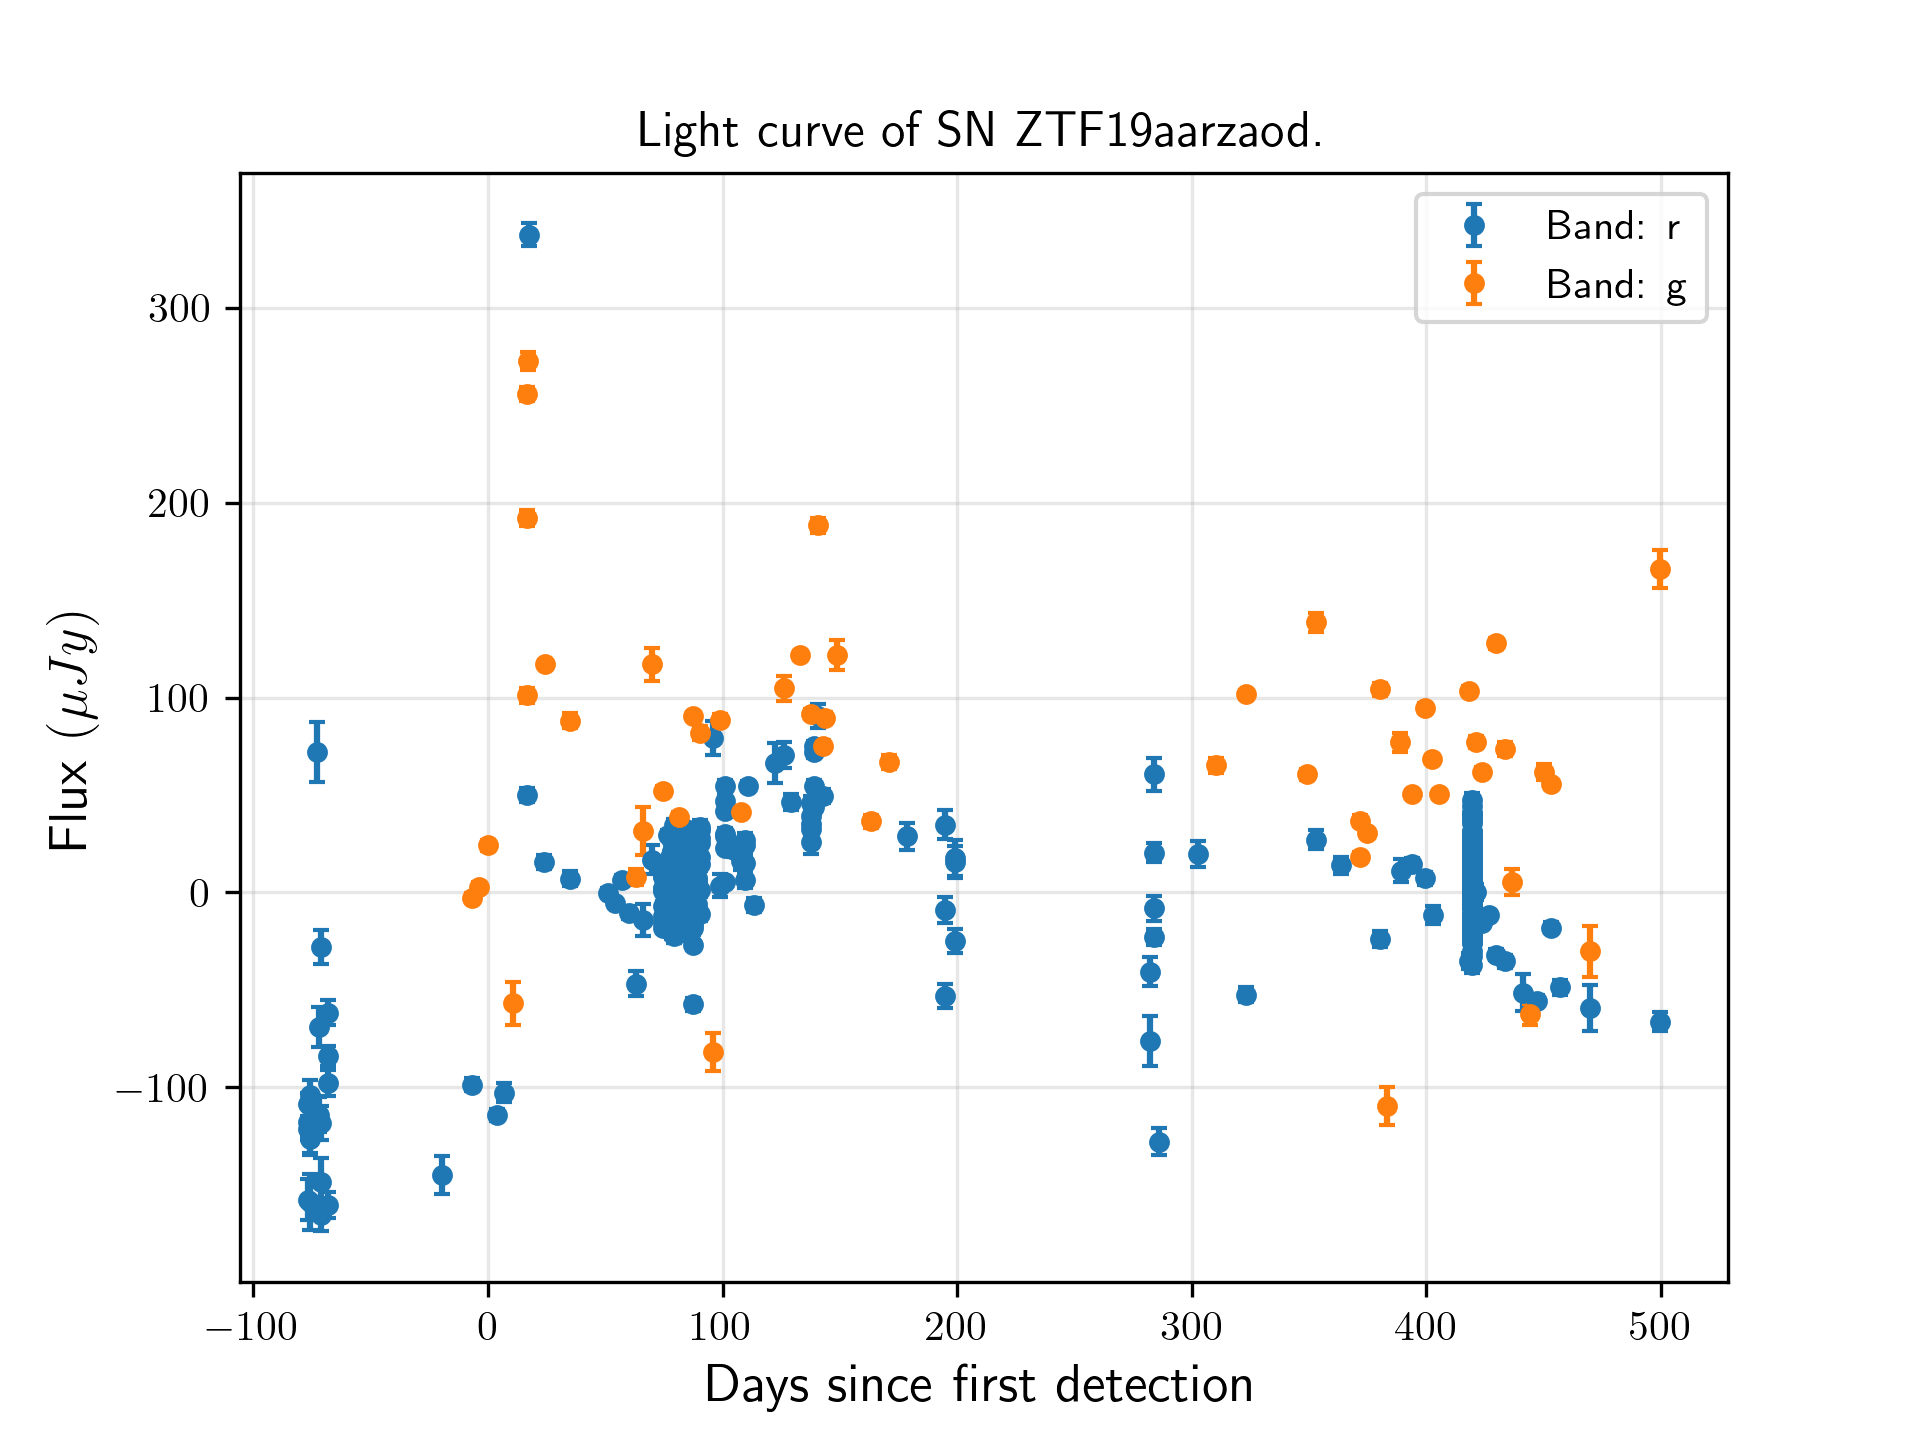 Light curve of SN ZTF19aarzaod.
Band: r
Band: g
300
200
100
0
−100
Flux (μJy)
−100 0 100 200 300 400 500
Days since first detection